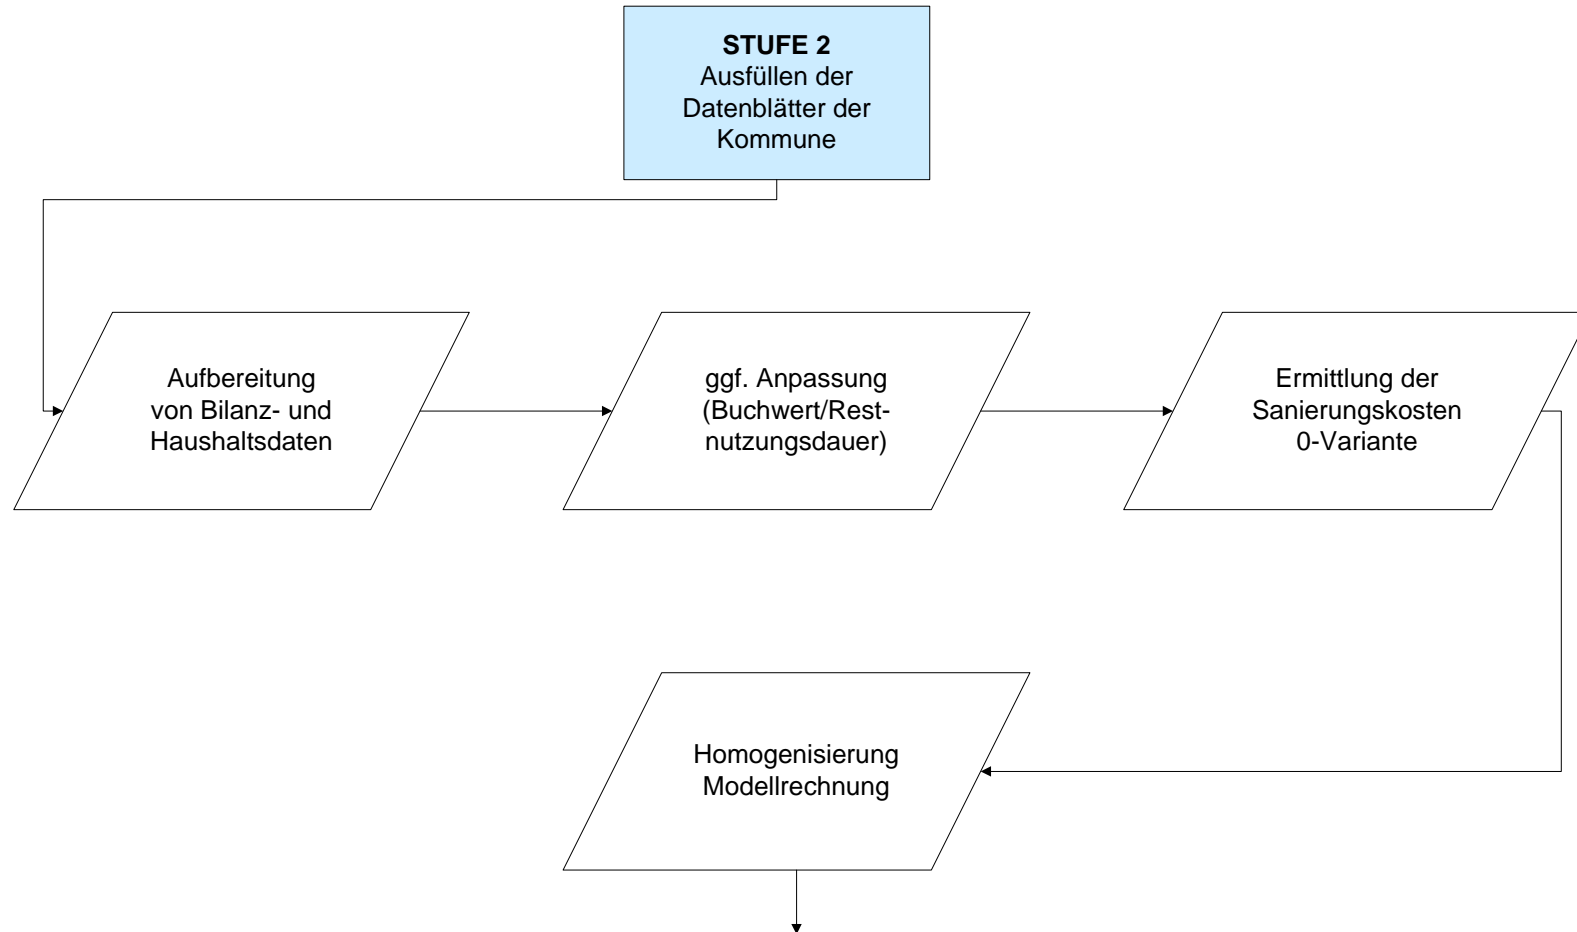 STUFE 2
Ausfüllen der
Datenblätter der
Kommune
Aufbereitung
von Bilanz- und
Haushaltsdaten
ggf. Anpassung
(Buchwert/Rest-
nutzungsdauer)
Ermittlung der
Sanierungskosten
0-Variante
Homogenisierung
Modellrechnung